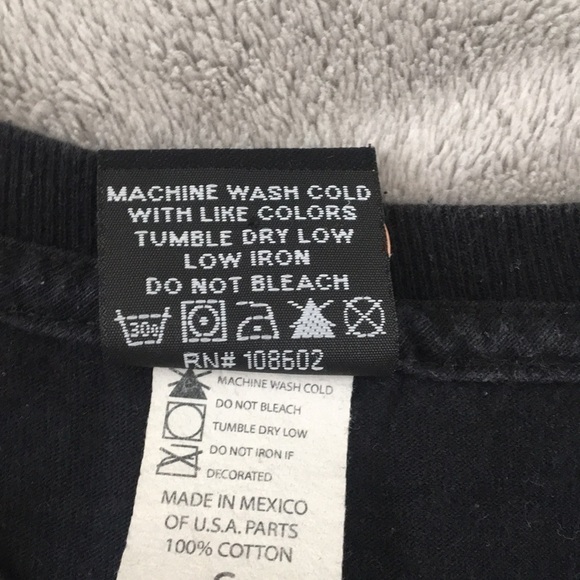 MACHINE WASH COLD
WITH LIKE COLORS
TUMBLE DRY LOW
LOW IRON
DO NOT BLEACH
30°
RN# 108602
MACHINE WASH COLD
DO NOT BLEACH
TUMBLE DRY LOW
DO NOT IRON IF
DECORATED
MADE IN MEXICO
OF U.S.A. PARTS
100% COTTON